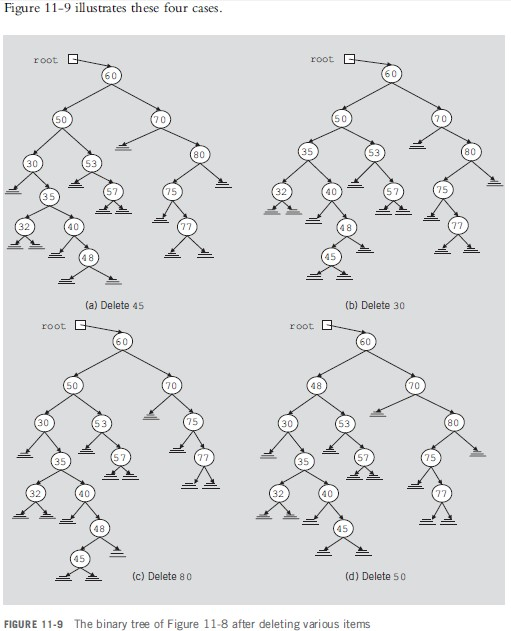 Figure 11-9 illustrates these four cases.
root
60
50 70
30 53 80
35 57 75
32 40 77
48
(a) Delete 45
root
60
50 70
35 53 80
32 40 57 75
48 77
45
(b) Delete 30
root
60
50 70
30 53 75
35 57 77
32 40
48
45
(c) Delete 80
root
60
48 70
30 53 80
35 57 75
32 40 77
45
(d) Delete 50
FIGURE 11-9 The binary tree of Figure 11-8 after deleting various items